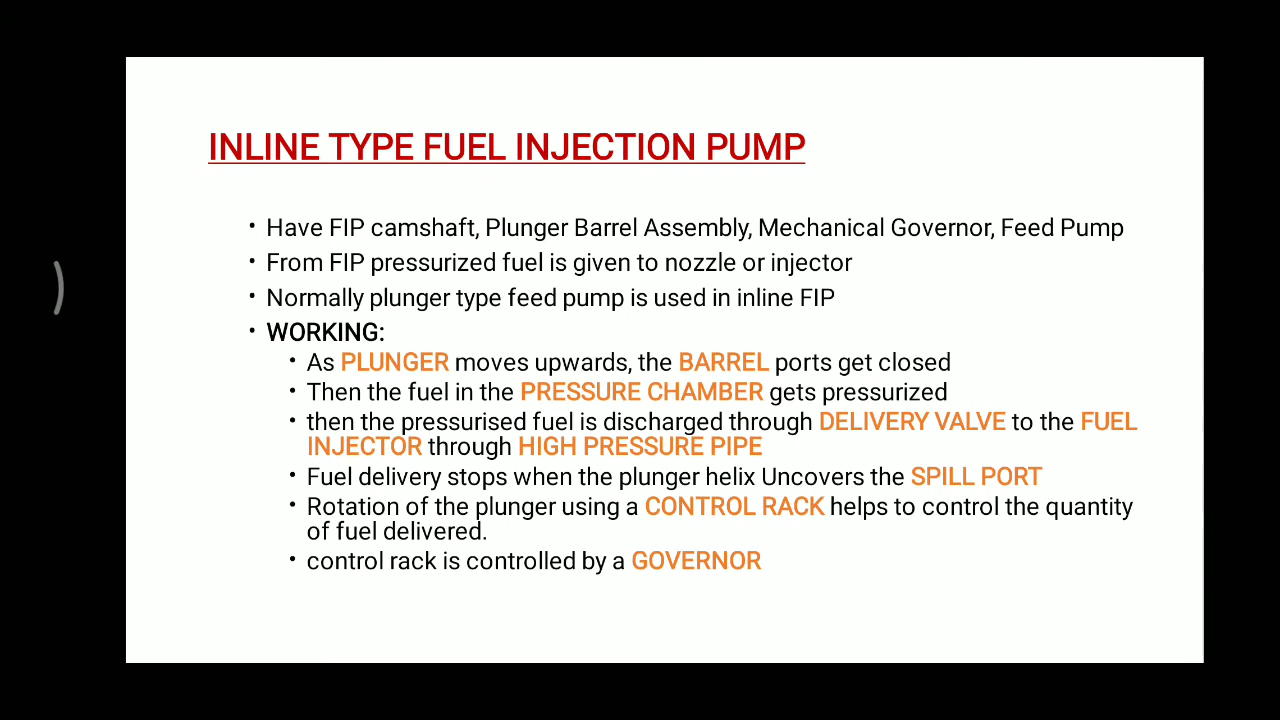 INLINE TYPE FUEL INJECTION PUMP
• Have FIP camshaft, Plunger Barrel Assembly, Mechanical Governor, Feed Pump
• From FIP pressurized fuel is given to nozzle or injector
• Normally plunger type feed pump is used in inline FIP
• WORKING:
• As PLUNGER moves upwards, the BARREL ports get closed
• Then the fuel in the PRESSURE CHAMBER gets pressurized
• then the pressurised fuel is discharged through DELIVERY VALVE to the FUEL
INJECTOR through HIGH PRESSURE PIPE
• Fuel delivery stops when the plunger helix Uncovers the SPILL PORT
• Rotation of the plunger using a CONTROL RACK helps to control the quantity
of fuel delivered.
• control rack is controlled by a GOVERNOR